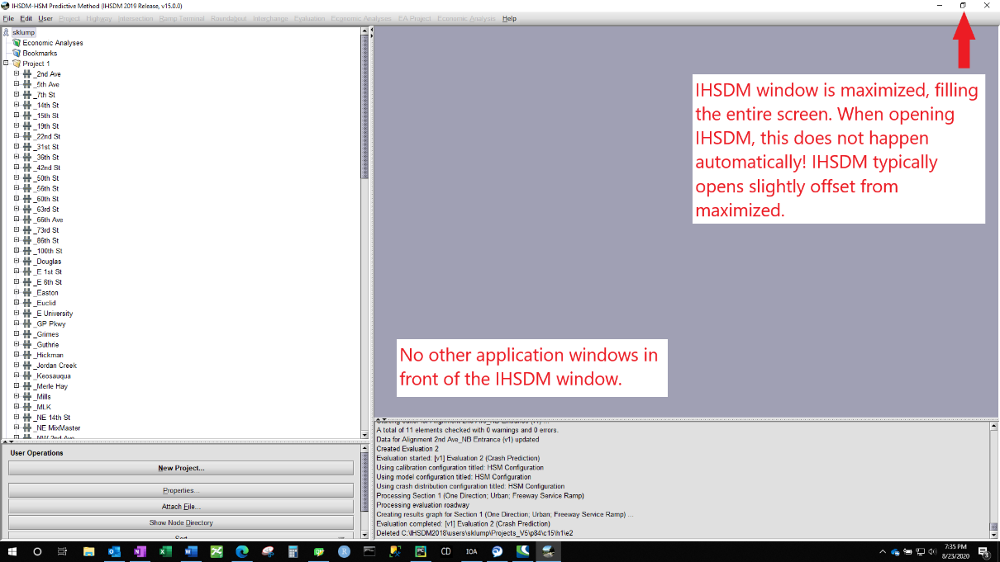 IHSDM-HSM Predictive Method (IHSDM 2019 Release, v15.0.0)
File Edit User Project Highway Intersection Ramp Terminal Roundabout Interchange Evaluation Economic Analyses EA Project Economic Analysis Help
sklump
Economic Analyses
Bookmarks
Project 1
_2nd Ave
_5th Ave
_7th St
_14th St
_15th St
_19th St
_22nd St
_31st St
_36th St
_42nd St
_50th St
_56th St
_60th St
_63rd St
_66th Ave
_73rd St
_86th St
_100th St
_Douglas
_E 1st St
_E 6th St
_Easton
_Euclid
_E University
_GP Pkwy
_Grimes
_Guthrie
_Hickman
_Jordan Creek
_Keosauqua
_Merle Hay
_Mills
_MLK
_NE 14th St
_NE MixMaster
_NW 2nd Ave
IHSDM window is maximized, filling
the entire screen. When opening
IHSDM, this does not happen
automatically! IHSDM typically
opens slightly offset from
maximized.
No other application windows in
front of the IHSDM window.
User Operations
New Project...
Properties...
Attach File...
Show Node Directory
Sort
Starting editor for Alignment 2nd Ave_NB Entrance (v1) ...
A total of 11 elements checked with 0 warnings and 0 errors.
Data for Alignment 2nd Ave_NB Entrance (v1) updated
Created Evaluation 2
Evaluation started: [v1] Evaluation 2 (Crash Prediction)
Using calibration configuration titled: HSM Configuration
Using model configuration titled: HSM Configuration
Using crash distribution configuration titled: HSM Configuration
Processing Section 1 (One Direction; Urban; Freeway Service Ramp)
Processing evaluation roadway
Creating results graph for Section 1 (One Direction; Urban; Freeway Service Ramp) ...
Evaluation completed: [v1] Evaluation 2 (Crash Prediction)
Deleted C:\IHSDM2018\users\sklump\Projects_V5\p84\c15\h1\e2
CD
IOA
7:35 PM
8/23/2020